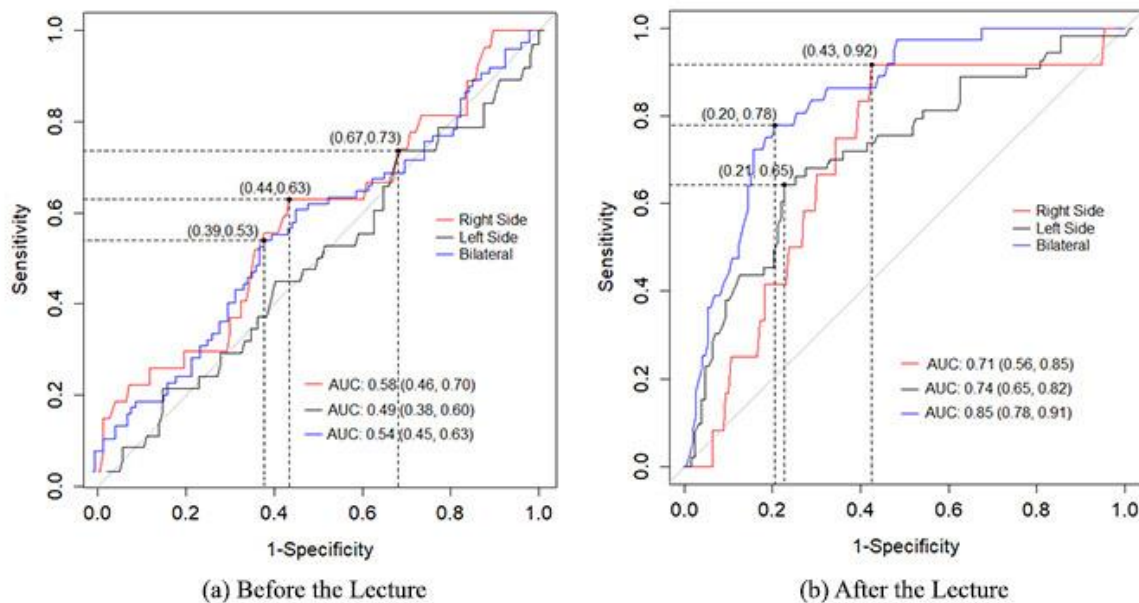 1.0
0.8
0.6
0.4
0.2
0.0
Sensitivity
(0.67,0.73)
(0.44,0.63)
(0.39,0.53)
Right Side
Left Side
Bilateral
AUC: 0.58 (0.46, 0.70)
AUC: 0.49 (0.38, 0.60)
AUC: 0.54 (0.45, 0.63)
0.0 0.2 0.4 0.6 0.8 1.0
1-Specificity
(a) Before the Lecture
1.0
0.8
0.6
0.4
0.2
0.0
Sensitivity
(0.43, 0.92)
(0.20, 0.78)
(0.21, 0.65)
Right Side
Left Side
Bilateral
AUC: 0.71 (0.56, 0.85)
AUC: 0.74 (0.65, 0.82)
AUC: 0.85 (0.78, 0.91)
0.0 0.2 0.4 0.6 0.8 1.0
1-Specificity
(b) After the Lecture